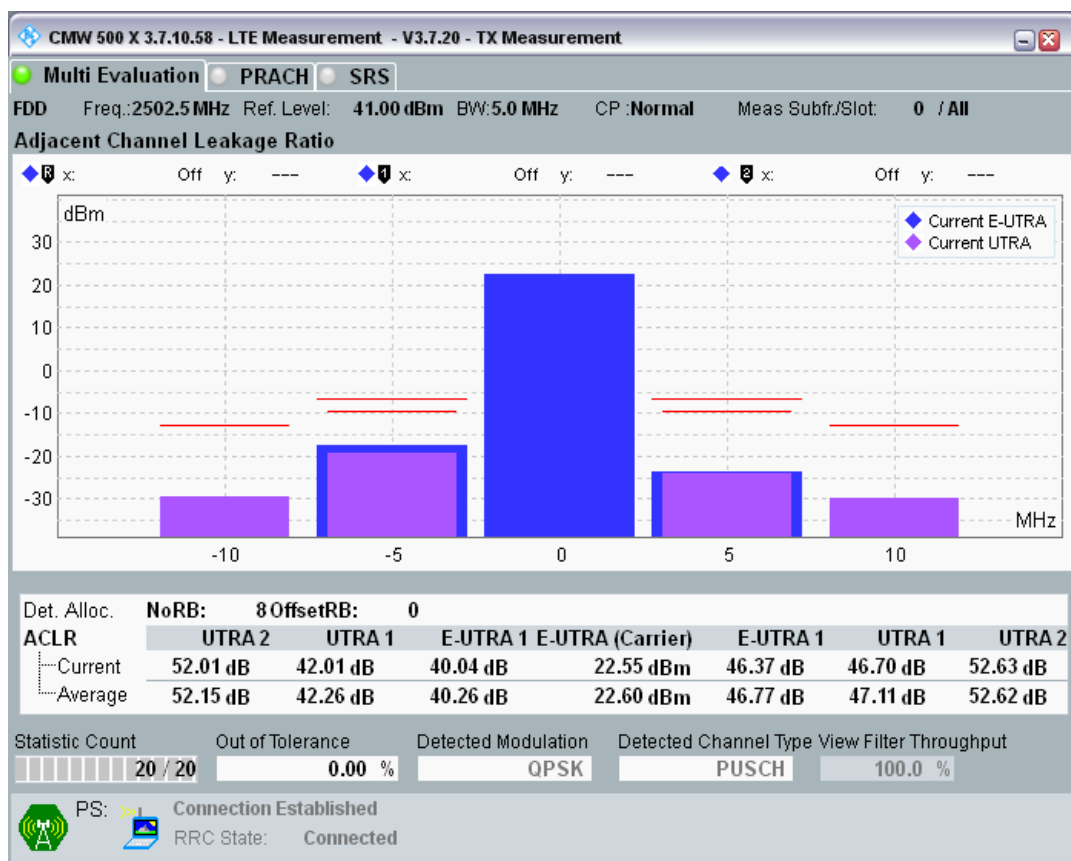 CMW 500 X 3.7.10.58 - LTE Measurement - V3.7.20 - TX Measurement
Multi Evaluation PRACH SRS
FDD Freq.:2502.5 MHz Ref. Level: 41.00 dBm BW:5.0 MHz CP :Normal Meas Subfr./Slot: 0 / All
Adjacent Channel Leakage Ratio
R x: Off y: --- 1 x: Off y: --- 2 x: Off y: ---
dBm
Current E-UTRA
Current UTRA
30
20
10
0
-10
-20
-30
MHz
-10 -5 0 5 10
Det. Alloc. NoRB: 8 OffsetRB: 0
ACLR UTRA 2 UTRA 1 E-UTRA 1 E-UTRA (Carrier) E-UTRA 1 UTRA 1 UTRA 2
Current 52.01 dB 42.01 dB 40.04 dB 22.55 dBm 46.37 dB 46.70 dB 52.63 dB
Average 52.15 dB 42.26 dB 40.26 dB 22.60 dBm 46.77 dB 47.11 dB 52.62 dB
Statistic Count Out of Tolerance Detected Modulation Detected Channel Type View Filter Throughput
20 / 20 0.00 % QPSK PUSCH 100.0 %
PS: Connection Established
RRC State: Connected